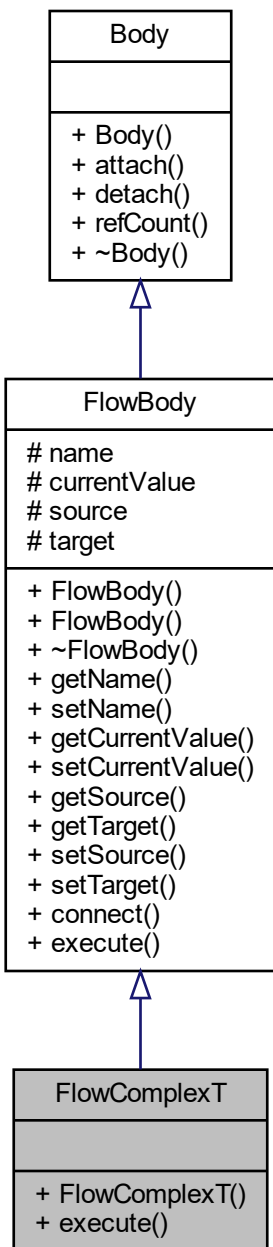 Body
+ Body()
+ attach()
+ detach()
+ refCount()
+ ~Body()
FlowBody
# name
# currentValue
# source
# target
+ FlowBody()
+ FlowBody()
+ ~FlowBody()
+ getName()
+ setName()
+ getCurrentValue()
+ setCurrentValue()
+ getSource()
+ getTarget()
+ setSource()
+ setTarget()
+ connect()
+ execute()
FlowComplexT
+ FlowComplexT()
+ execute()